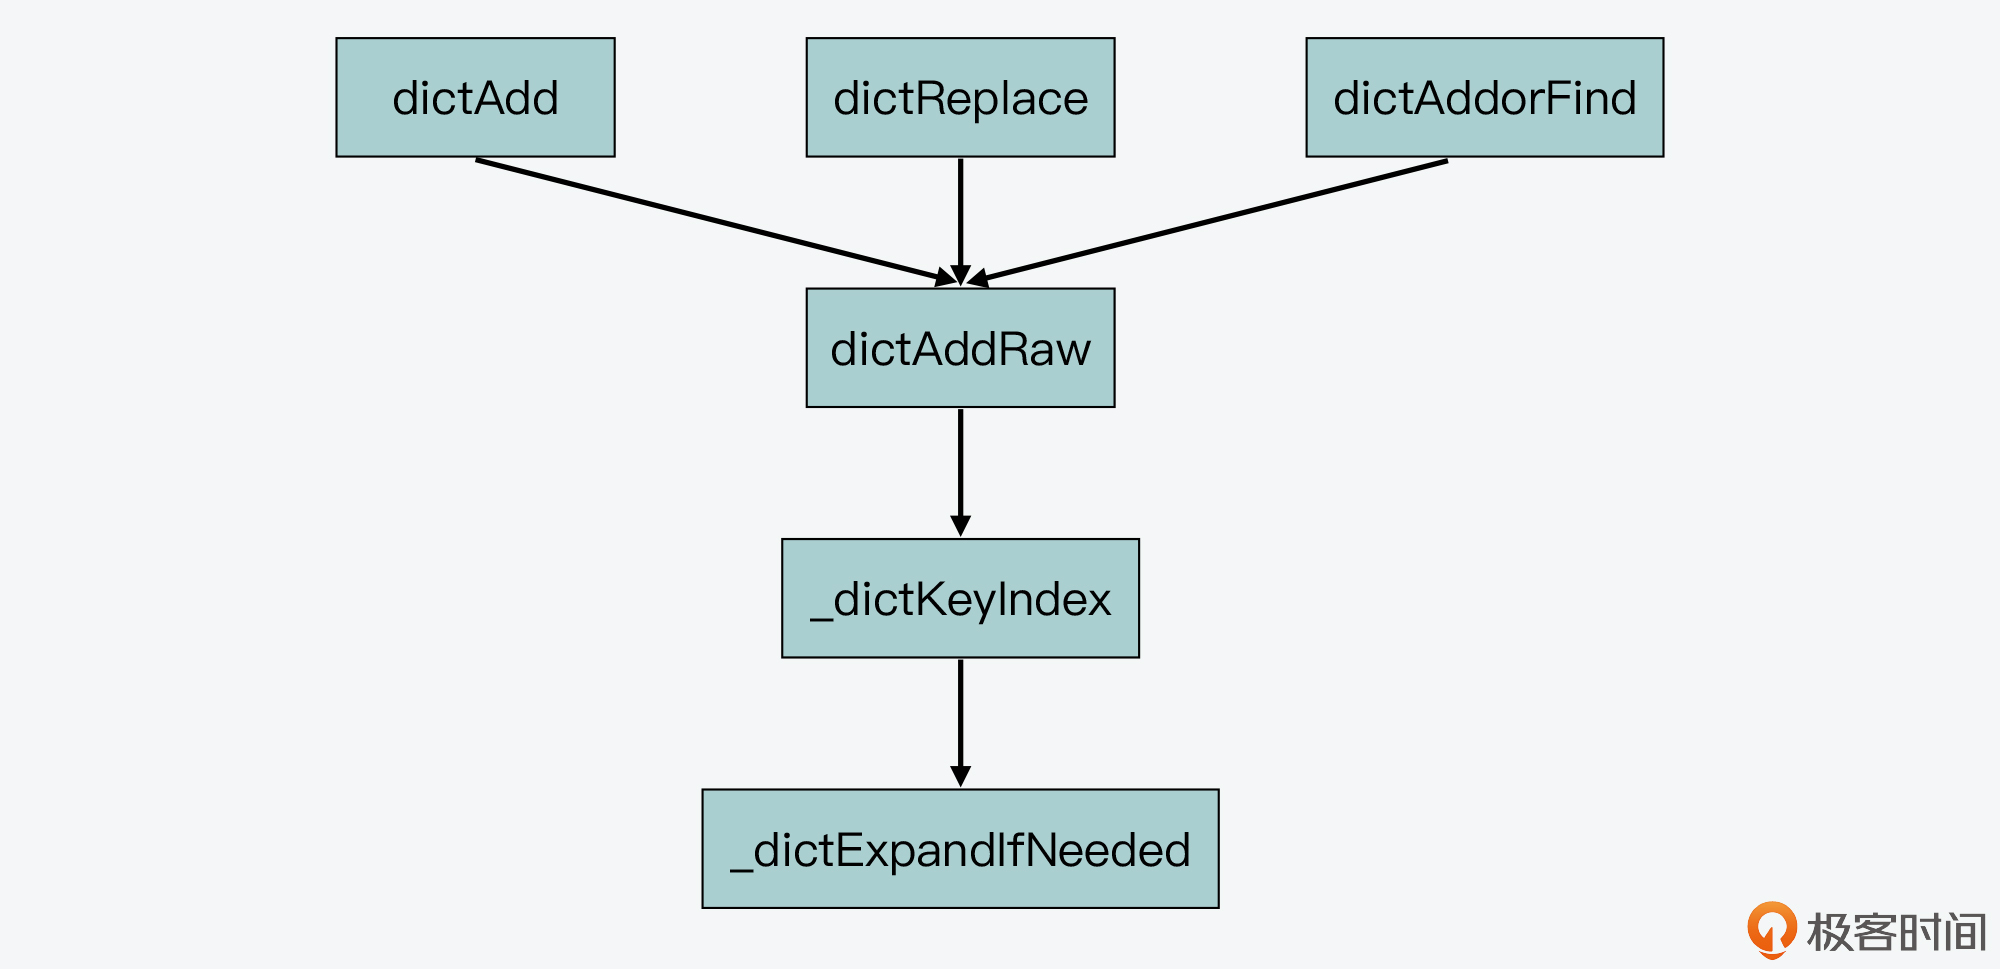 dictAdd
dictReplace
dictAddorFind
dictAddRaw
_dictKeyIndex
_dictExpandIfNeeded
极客时间